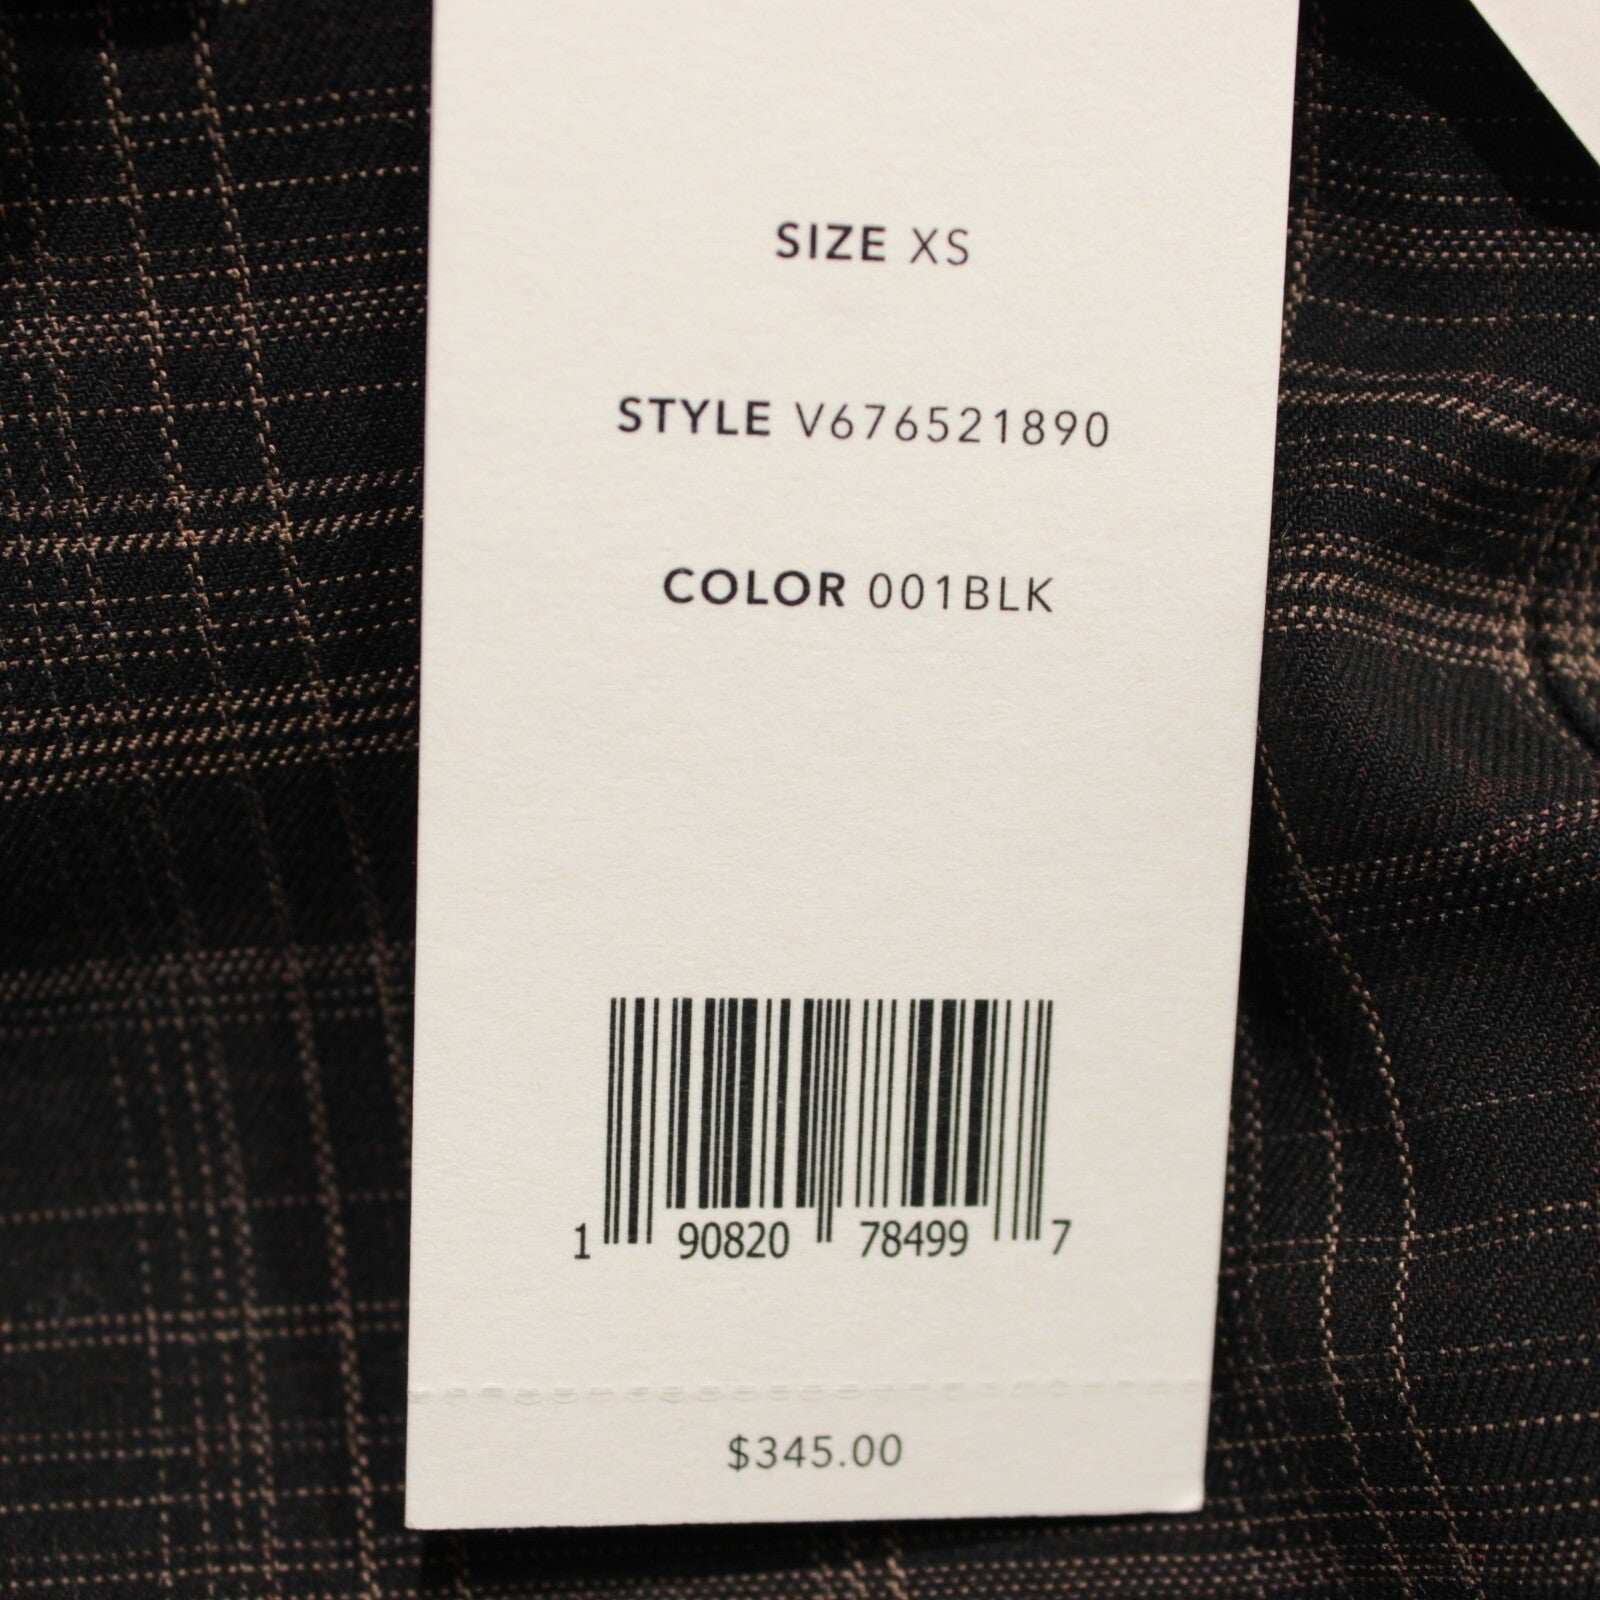 SIZE XS
STYLE V676521890
COLOR 001BLK
1 90820 78499 7
$345.00